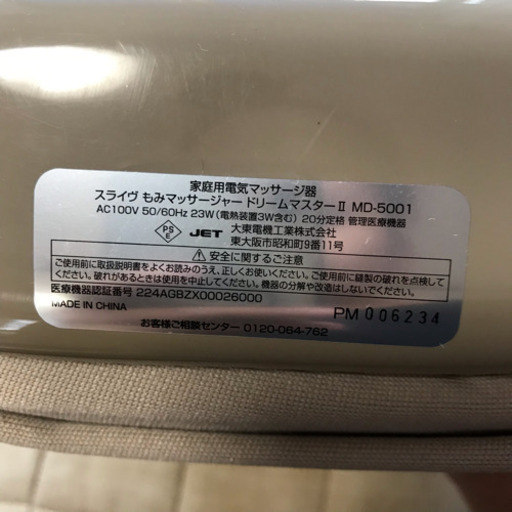 家庭用電気マッサージ器
スライヴ もみマッサージャー ドリームマスターⅡ MD-5001
AC100V 50/60Hz 23W(電熱装置3W含む) 20分定格 管理医療機器
PS E JET 大東電機工業株式会社
東大阪市昭和町9番11号
安全に関するご注意
ご使用前に取扱説明書をよくお読みのうえ、正しくお使いください。ご使用前に縫製の破れを点検して
ください。破れがあるときは使用を中止してください。機器の分解や改造をしないでください。
医療機器認証番号 224AGBZX00026000
MADE IN CHINA
PM 006234
お客様ご相談センター 0120-064-762